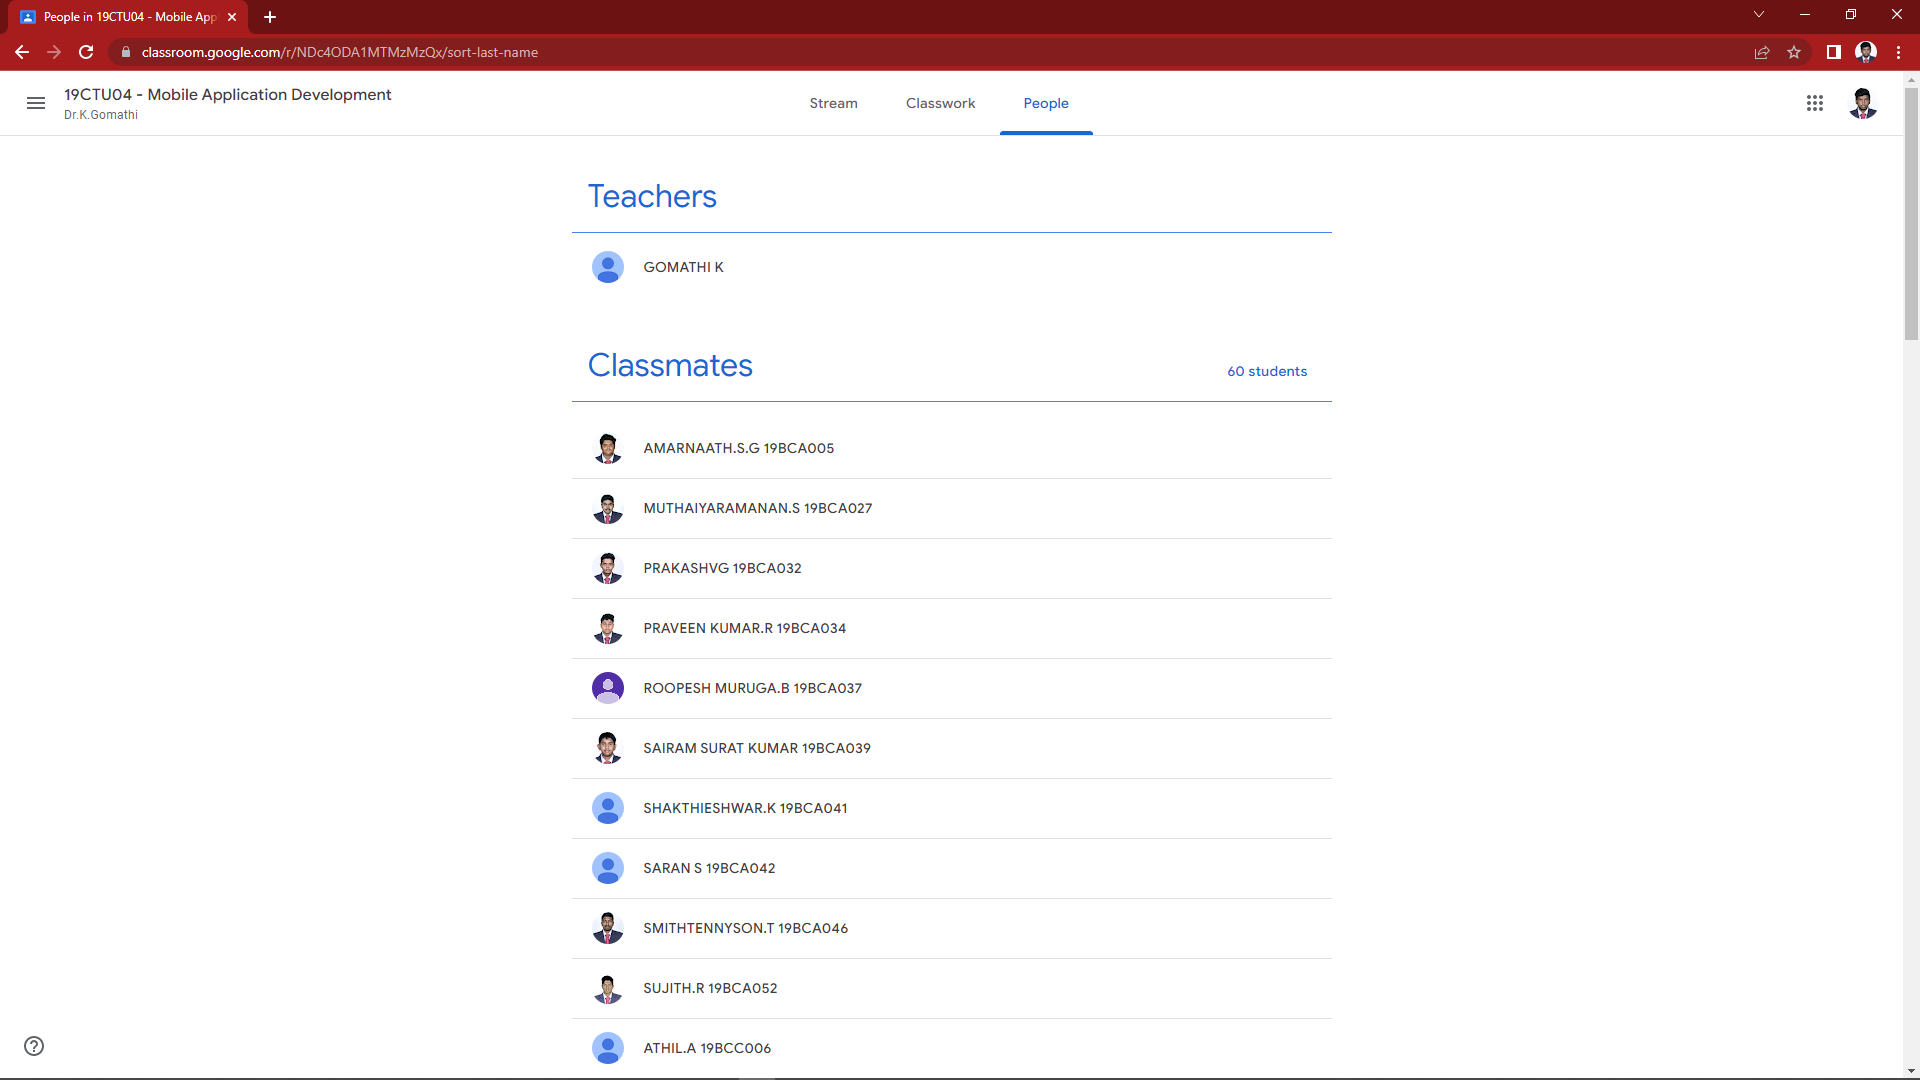 People in 19CTU04 - Mobile App
classroom.google.com/r/NDc4ODA1MTMzMzQx/sort-last-name
19CTU04 - Mobile Application Development
Dr.K.Gomathi
Stream
Classwork
People
Teachers
GOMATHI K
Classmates
60 students
AMARNAATH.S.G 19BCA005
MUTHAIYARAMANAN.S 19BCA027
PRAKASHVG 19BCA032
PRAVEEN KUMAR.R 19BCA034
ROOPESH MURUGA.B 19BCA037
SAIRAM SURAT KUMAR 19BCA039
SHAKTHIESHWAR.K 19BCA041
SARAN S 19BCA042
SMITHTENNYSON.T 19BCA046
SUJITH.R 19BCA052
ATHIL.A 19BCC006